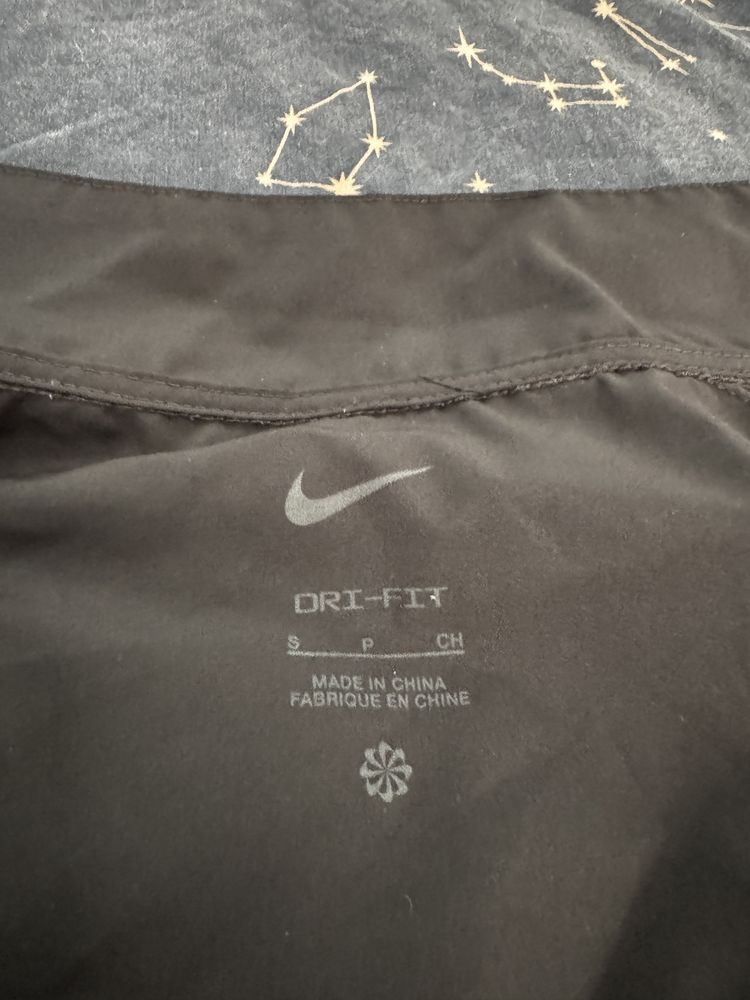 DRI-FIT
S P CH
MADE IN CHINA
FABRIQUE EN CHINE